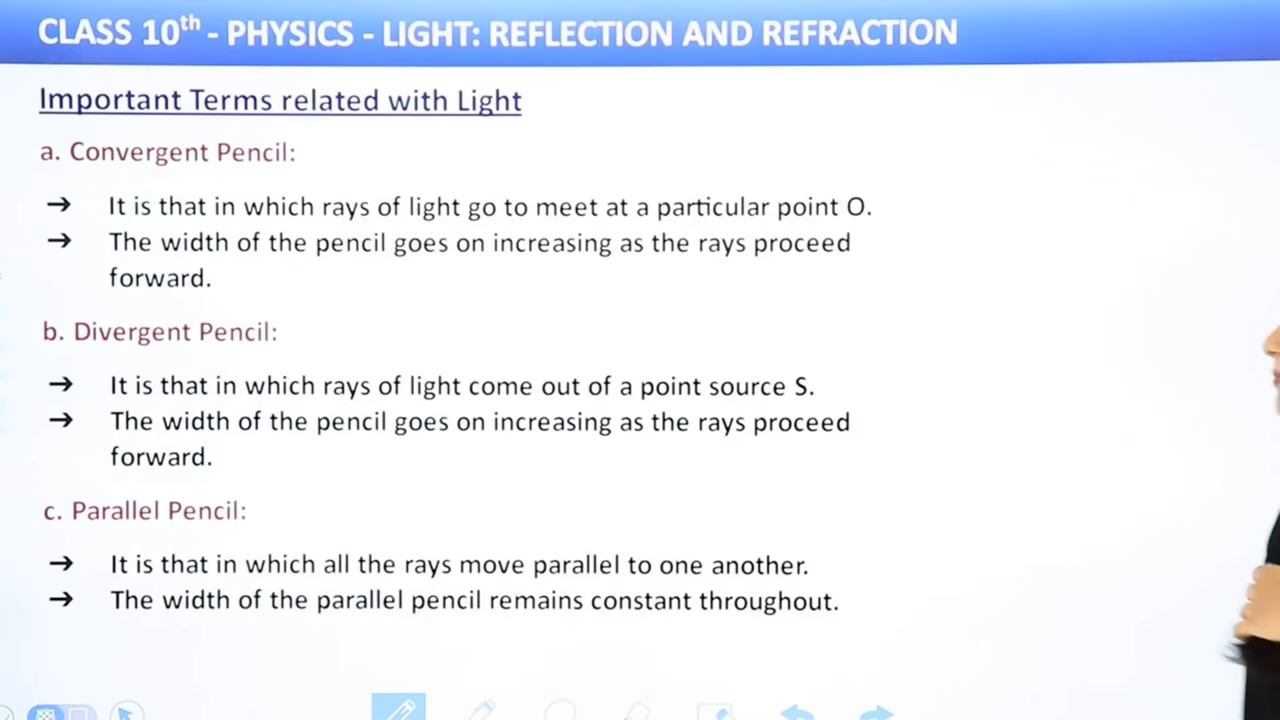 CLASS 10th - PHYSICS - LIGHT: REFLECTION AND REFRACTION
Important Terms related with Light
a. Convergent Pencil:
➔ It is that in which rays of light go to meet at a particular point O.
➔ The width of the pencil goes on increasing as the rays proceed
forward.
b. Divergent Pencil:
➔ It is that in which rays of light come out of a point source S.
➔ The width of the pencil goes on increasing as the rays proceed
forward.
c. Parallel Pencil:
➔ It is that in which all the rays move parallel to one another.
➔ The width of the parallel pencil remains constant throughout.